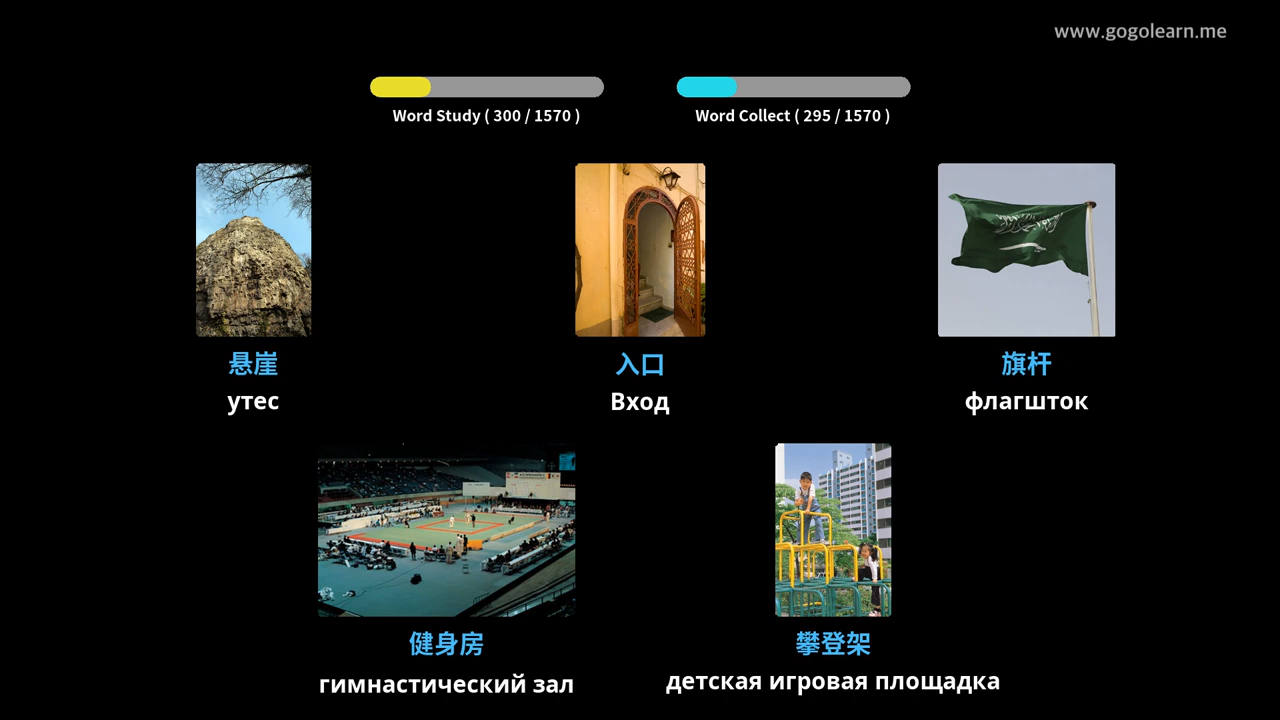 www.gogolearn.me
Word Study ( 300 / 1570 )
Word Collect ( 295 / 1570 )
悬崖
утес
入口
Вход
旗杆
флагшток
健身房
гимнастический зал
攀登架
детская игровая площадка